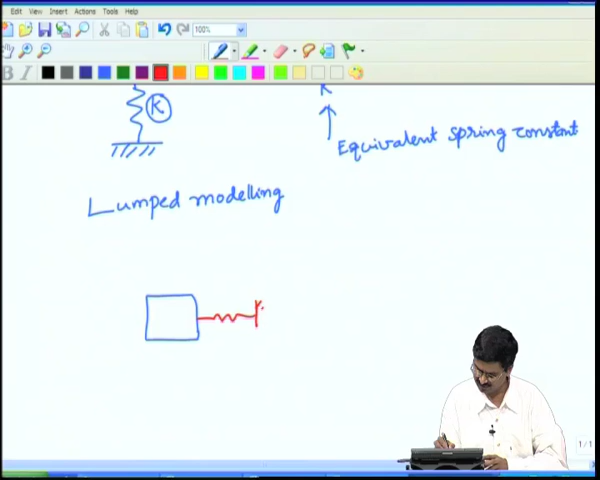 Edit View Insert Actions Tools Help
100%
K
K
Equivalent spring constant
Lumped modelling
1/1